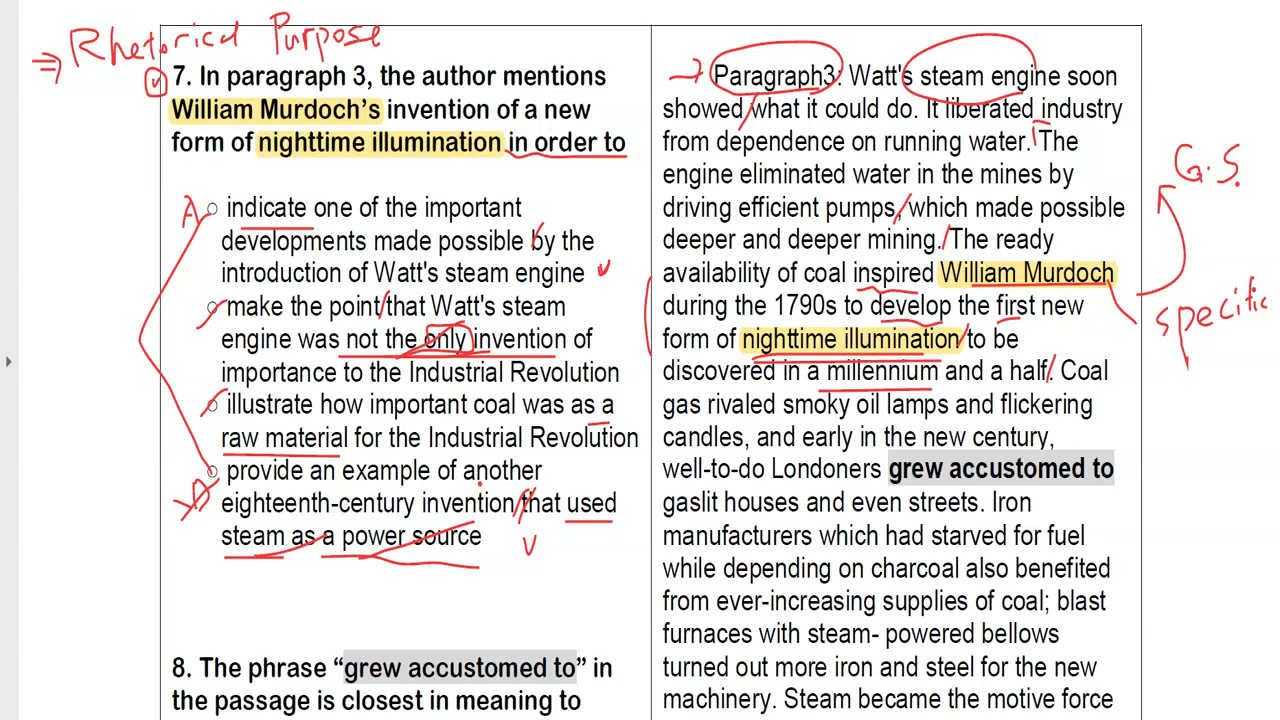 ⇒ Rhetorical Purpose
7. In paragraph 3, the author mentions
William Murdoch's invention of a new
form of nighttime illumination in order to
A
indicate one of the important
developments made possible by the
introduction of Watt's steam engine
make the point that Watt's steam
engine was not the only invention of
importance to the Industrial Revolution
illustrate how important coal was as a
raw material for the Industrial Revolution
provide an example of another
eighteenth-century invention that used
steam as a power source
8. The phrase “grew accustomed to” in
the passage is closest in meaning to
→ Paragraph3: Watt's steam engine soon
showed what it could do. It liberated industry
from dependence on running water. The
engine eliminated water in the mines by
driving efficient pumps, which made possible
deeper and deeper mining. The ready
availability of coal inspired William Murdoch
during the 1790s to develop the first new
form of nighttime illumination to be
discovered in a millennium and a half. Coal
gas rivaled smoky oil lamps and flickering
candles, and early in the new century,
well-to-do Londoners grew accustomed to
gaslit houses and even streets. Iron
manufacturers which had starved for fuel
while depending on charcoal also benefited
from ever-increasing supplies of coal; blast
furnaces with steam- powered bellows
turned out more iron and steel for the new
machinery. Steam became the motive force
G.S.
specific